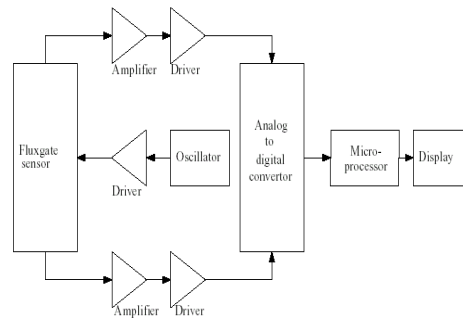 Amplifier Driver
Fluxgate
sensor
Driver
Oscillator
Analog
to
digital
convertor
Micro-
processor
Display
Amplifier Driver